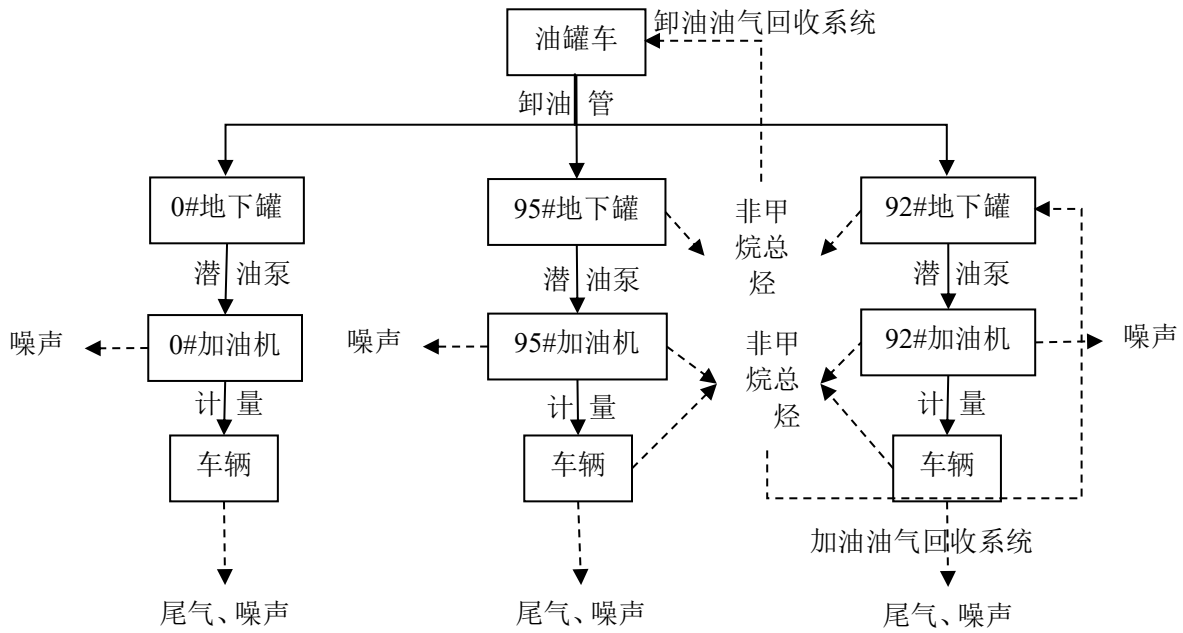 卸油油气回收系统
油罐车
卸油 管
0#地下罐
95#地下罐
非甲
烷总
烃
92#地下罐
潜 油泵
潜 油泵
潜 油泵
噪声
0#加油机
噪声
95#加油机
非甲
烷总
烃
92#加油机
噪声
计 量
计 量
计 量
车辆
车辆
车辆
加油油气回收系统
尾气、噪声
尾气、噪声
尾气、噪声